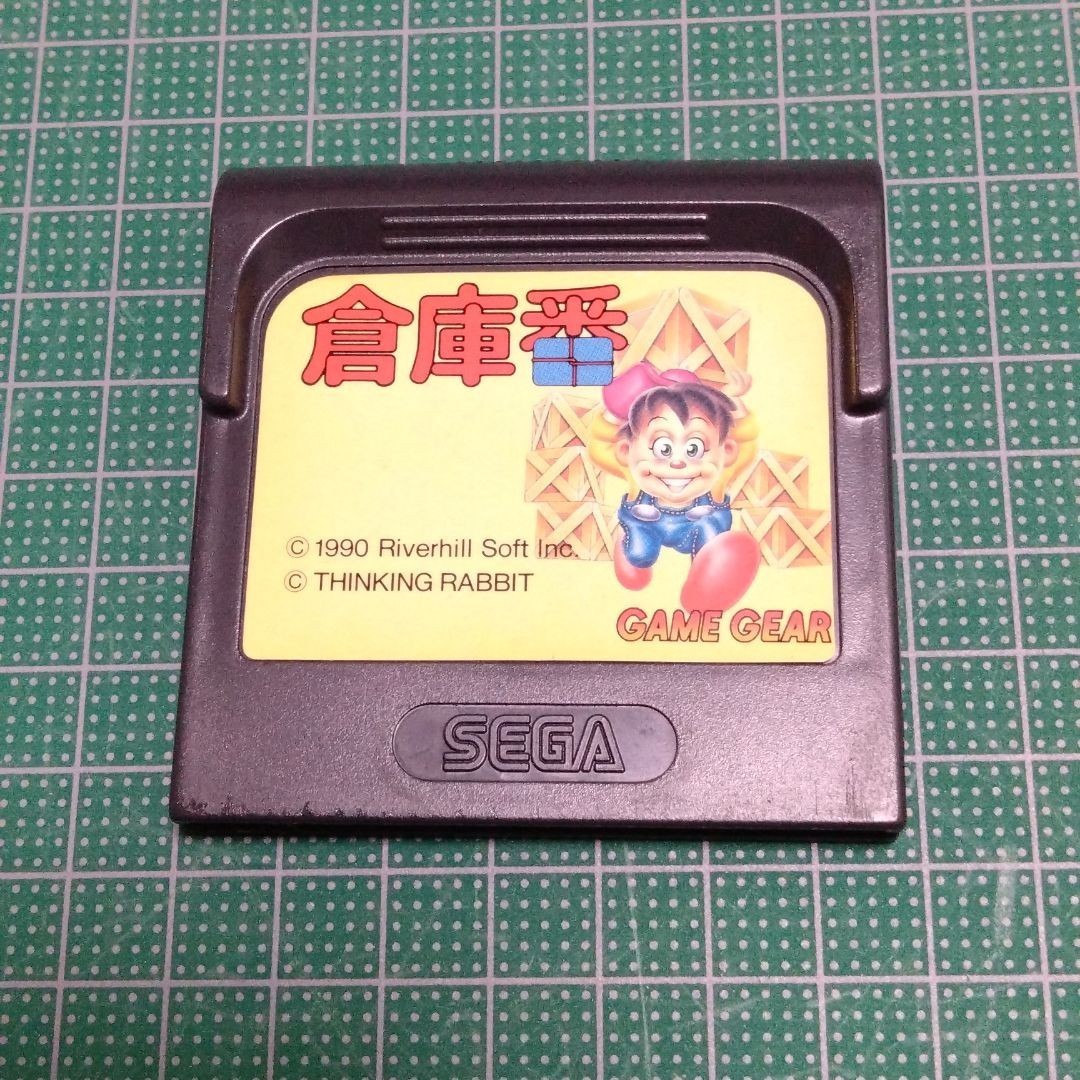 倉庫番
© 1990 Riverhill Soft Inc.
© THINKING RABBIT
GAME GEAR
SEGA